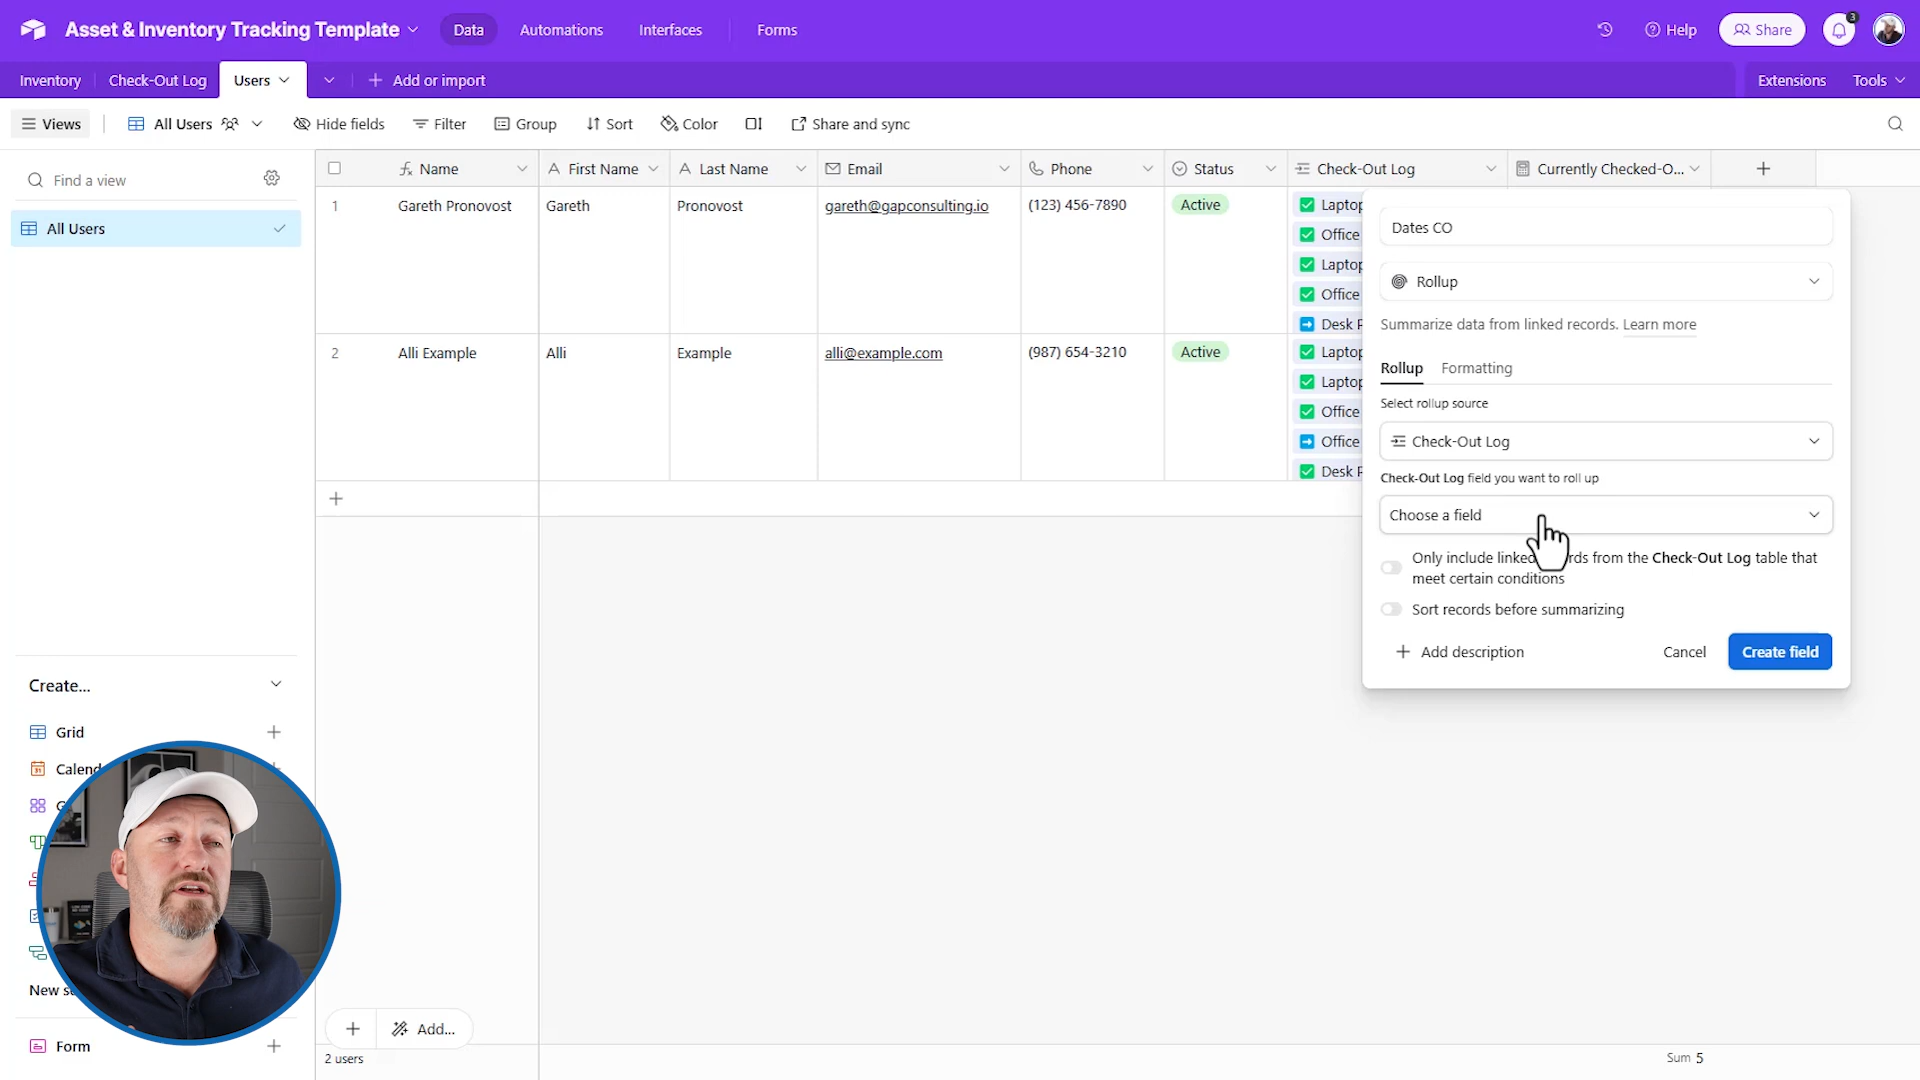 Asset & Inventory Tracking Template
Data
Automations
Interfaces
Forms
Help
Share
3
Inventory
Check-Out Log
Users
Add or import
Extensions
Tools
Views
All Users
Hide fields
Filter
Group
Sort
Color
Share and sync
Find a view
All Users
Name
First Name
Last Name
Email
Phone
Status
Check-Out Log
Currently Checked-O...
1
Gareth Pronovost
Gareth
Pronovost
gareth@gapconsulting.io
(123) 456-7890
Active
Laptop
Office
Laptop
Office
Desk P
2
Alli Example
Alli
Example
alli@example.com
(987) 654-3210
Active
Laptop
Laptop
Office
Office
Desk P
Dates CO
Rollup
Summarize data from linked records. Learn more
Rollup
Formatting
Select rollup source
Check-Out Log
Check-Out Log field you want to roll up
Choose a field
Only include linked rds from the Check-Out Log table that
meet certain conditions
Sort records before summarizing
Add description
Cancel
Create field
Create...
Grid
Calend
G
New s
Form
Add...
2 users
Sum 5